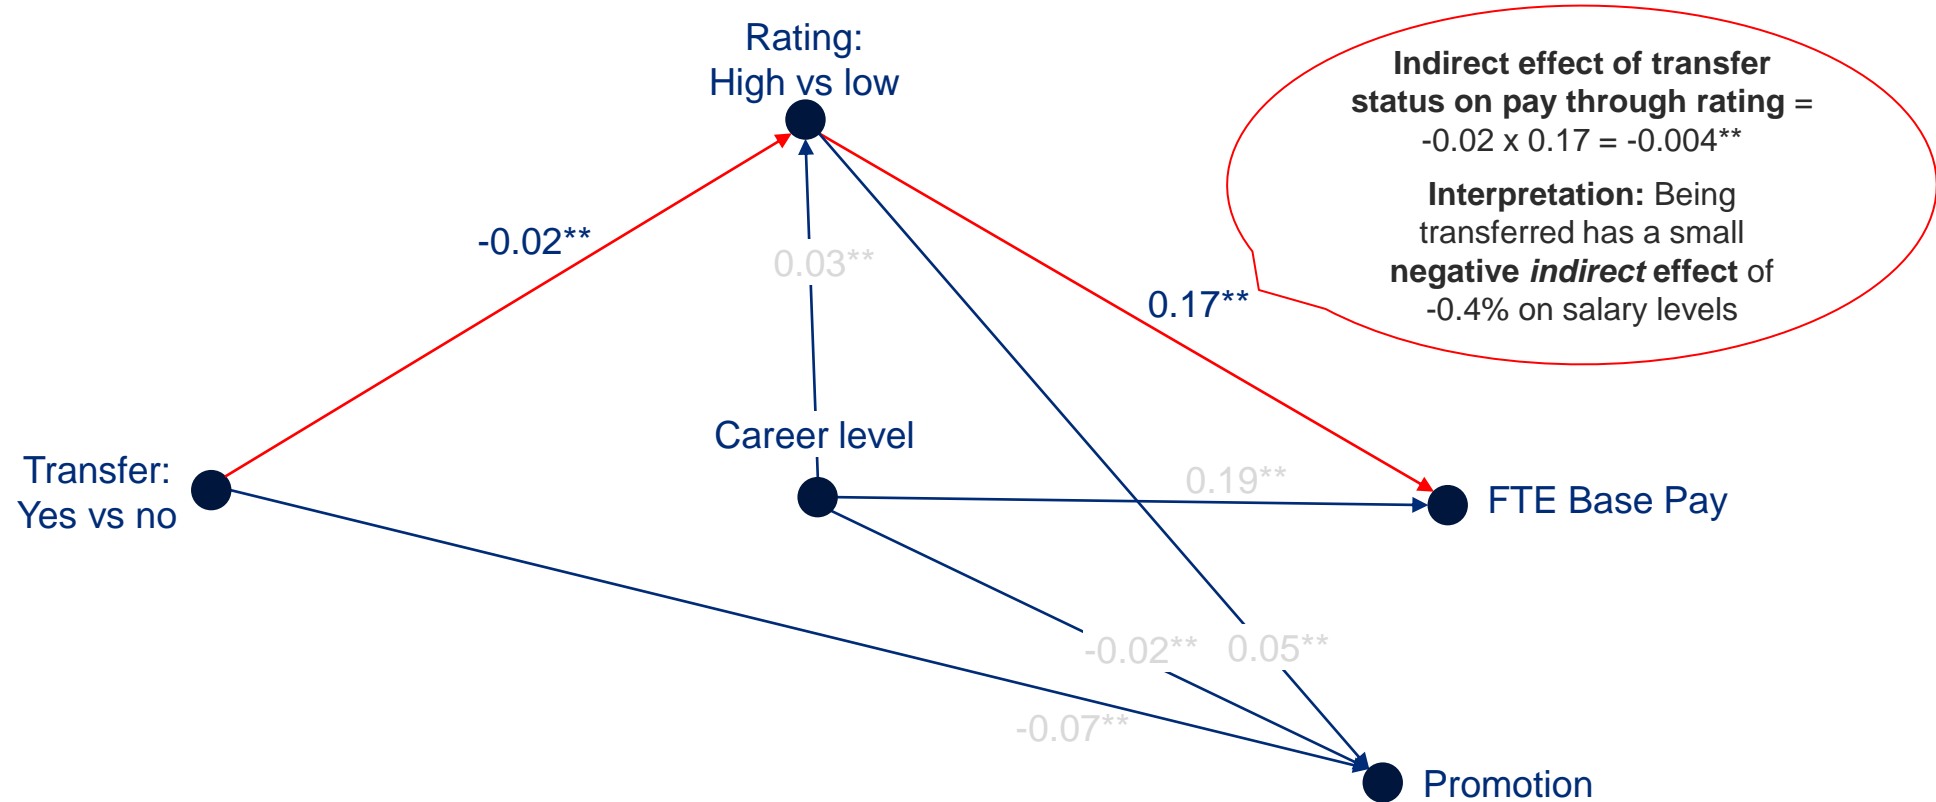 Rating:
High vs low
Indirect effect of transfer
status on pay through rating =
-0.02 x 0.17 = -0.004**
Interpretation: Being
transferred has a small
negative indirect effect of
-0.4% on salary levels
-0.02**
0.03**
0.17**
Career level
Transfer:
Yes vs no
0.19**
FTE Base Pay
-0.02**
0.05**
-0.07**
Promotion